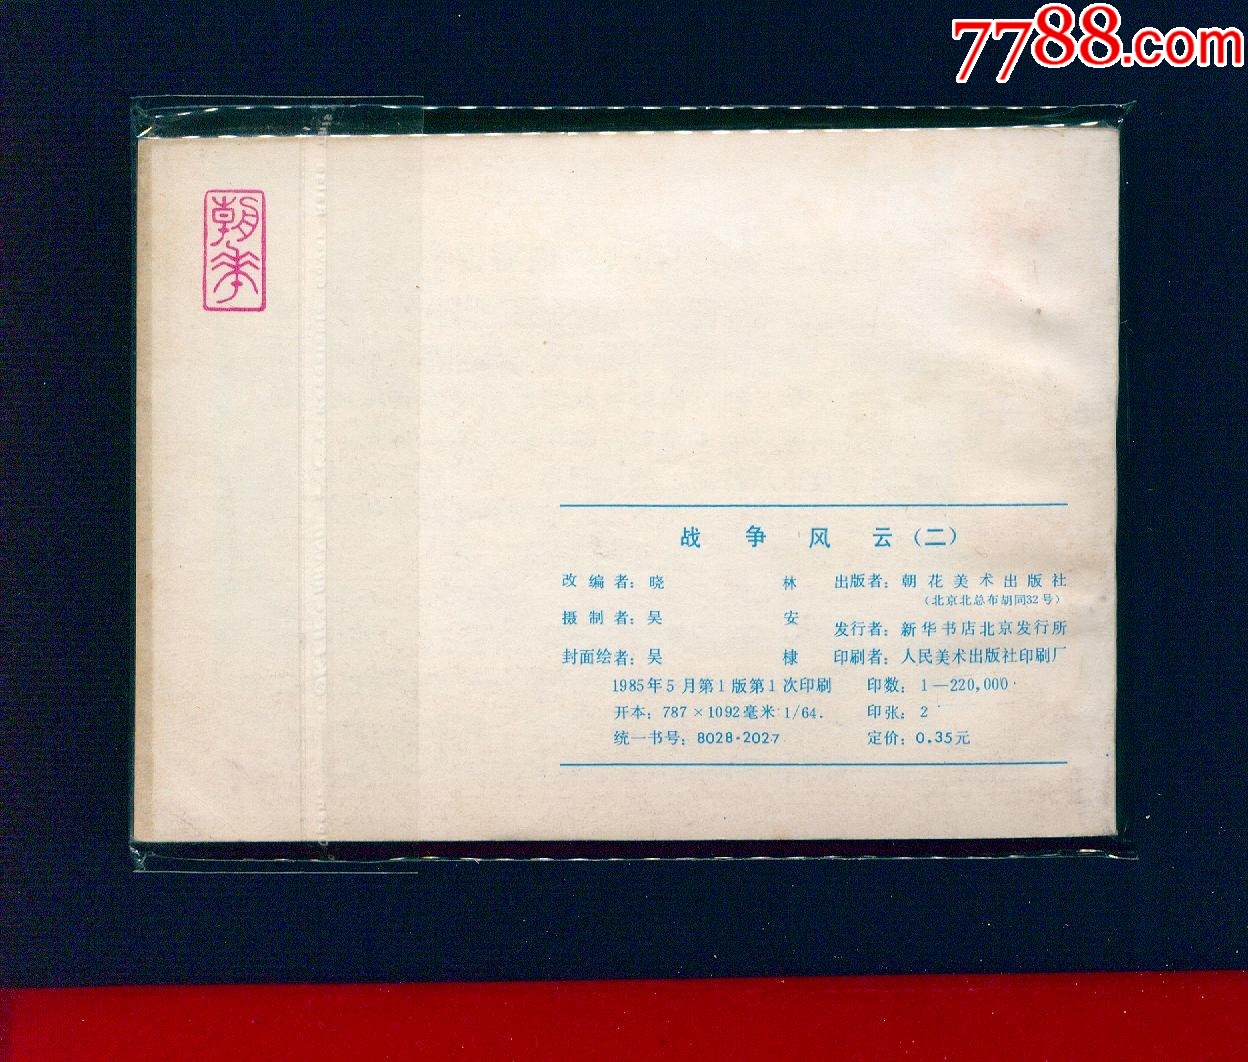 7788.com
朝華
战争风云(二)
改编者：晓林 出版者：朝花美术出版社
(北京北总布胡同32号)
摄制者：吴安 发行者：新华书店北京发行所
封面绘者：吴棣 印刷者：人民美术出版社印刷厂
1985年5月第1版第1次印刷 印数：1—220,000
开本：787×1092毫米 1/64. 印张：2
统一书号：8028·2027 定价：0.35元